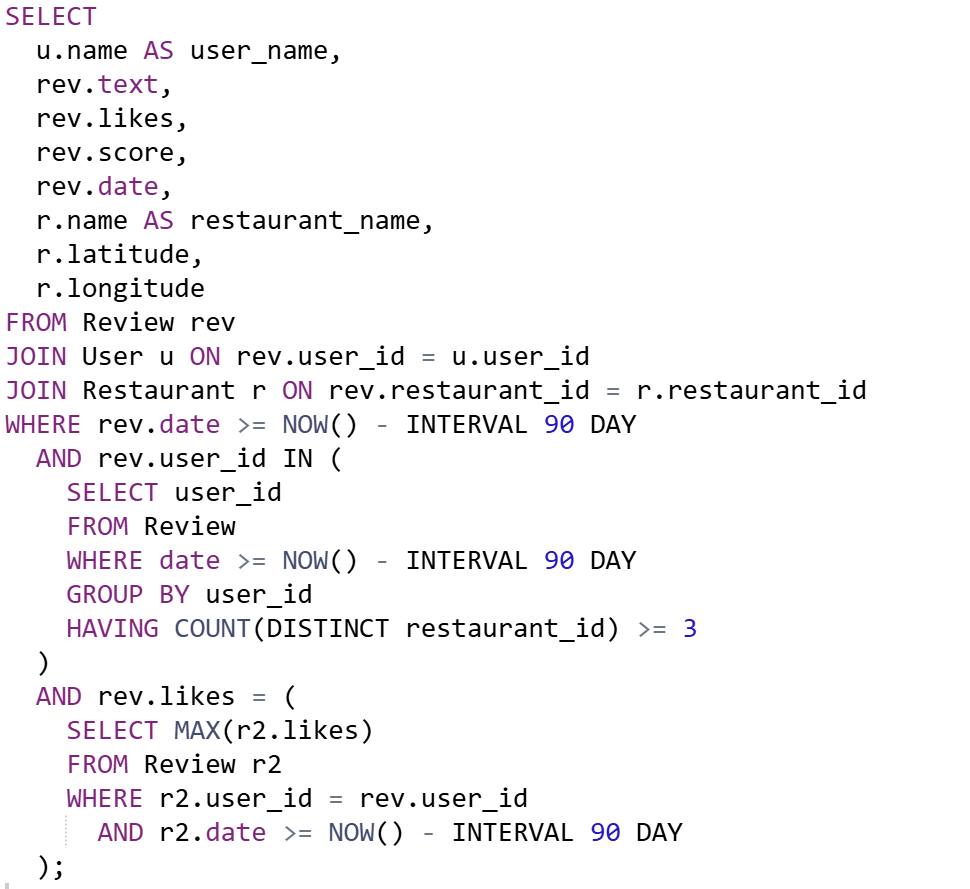 SELECT
  u.name AS user_name,
  rev.text,
  rev.likes,
  rev.score,
  rev.date,
  r.name AS restaurant_name,
  r.latitude,
  r.longitude
FROM Review rev
JOIN User u ON rev.user_id = u.user_id
JOIN Restaurant r ON rev.restaurant_id = r.restaurant_id
WHERE rev.date >= NOW() - INTERVAL 90 DAY
  AND rev.user_id IN (
    SELECT user_id
    FROM Review
    WHERE date >= NOW() - INTERVAL 90 DAY
    GROUP BY user_id
    HAVING COUNT(DISTINCT restaurant_id) >= 3
  )
  AND rev.likes = (
    SELECT MAX(r2.likes)
    FROM Review r2
    WHERE r2.user_id = rev.user_id
      AND r2.date >= NOW() - INTERVAL 90 DAY
  );